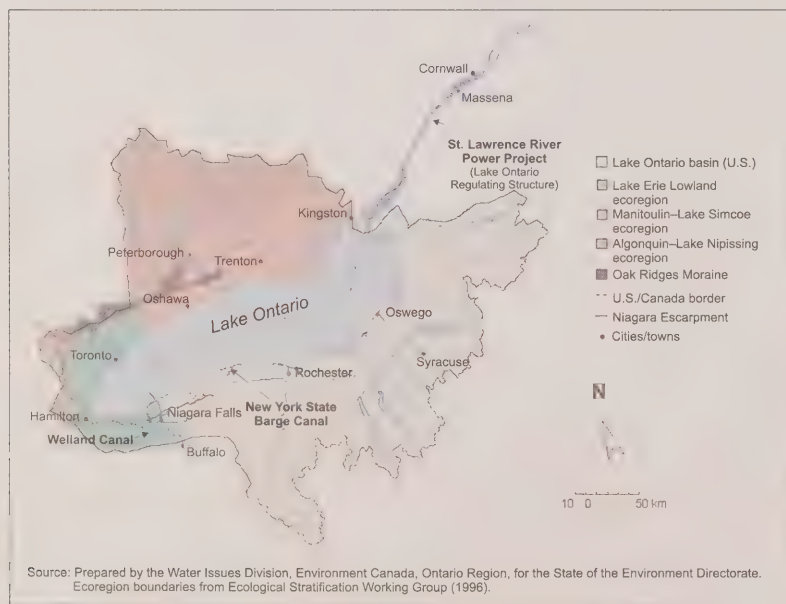 Cornwall
Massena
St. Lawrence River
Power Project
(Lake Ontario
Regulating Structure)
Kingston
Peterborough
Trenton
Oshawa
Lake Ontario
Oswego
Toronto
Syracuse
Rochester
Hamilton
Niagara Falls
New York State
Barge Canal
Welland Canal
Buffalo
Lake Ontario basin (U.S.)
Lake Erie Lowland
ecoregion
Manitoulin–Lake Simcoe
ecoregion
Algonquin–Lake Nipissing
ecoregion
Oak Ridges Moraine
U.S./Canada border
Niagara Escarpment
Cities/towns
N
10 0 50 km
Source: Prepared by the Water Issues Division, Environment Canada, Ontario Region, for the State of the Environment Directorate.
Ecoregion boundaries from Ecological Stratification Working Group (1996).